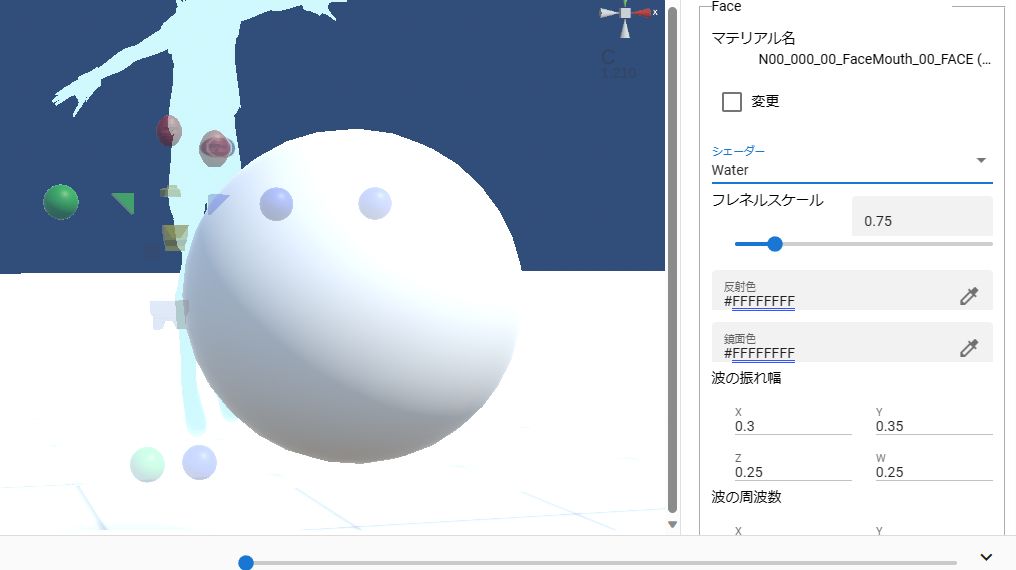 x
C
1:210
Face
マテリアル名
N00_000_00_FaceMouth_00_FACE (...
変更
シェーダー
Water
フレネルスケール
0.75
反射色
#FFFFFFFF
鏡面色
#FFFFFFFF
波の振れ幅
X Y
0.3 0.35
Z W
0.25 0.25
波の周波数
X Y